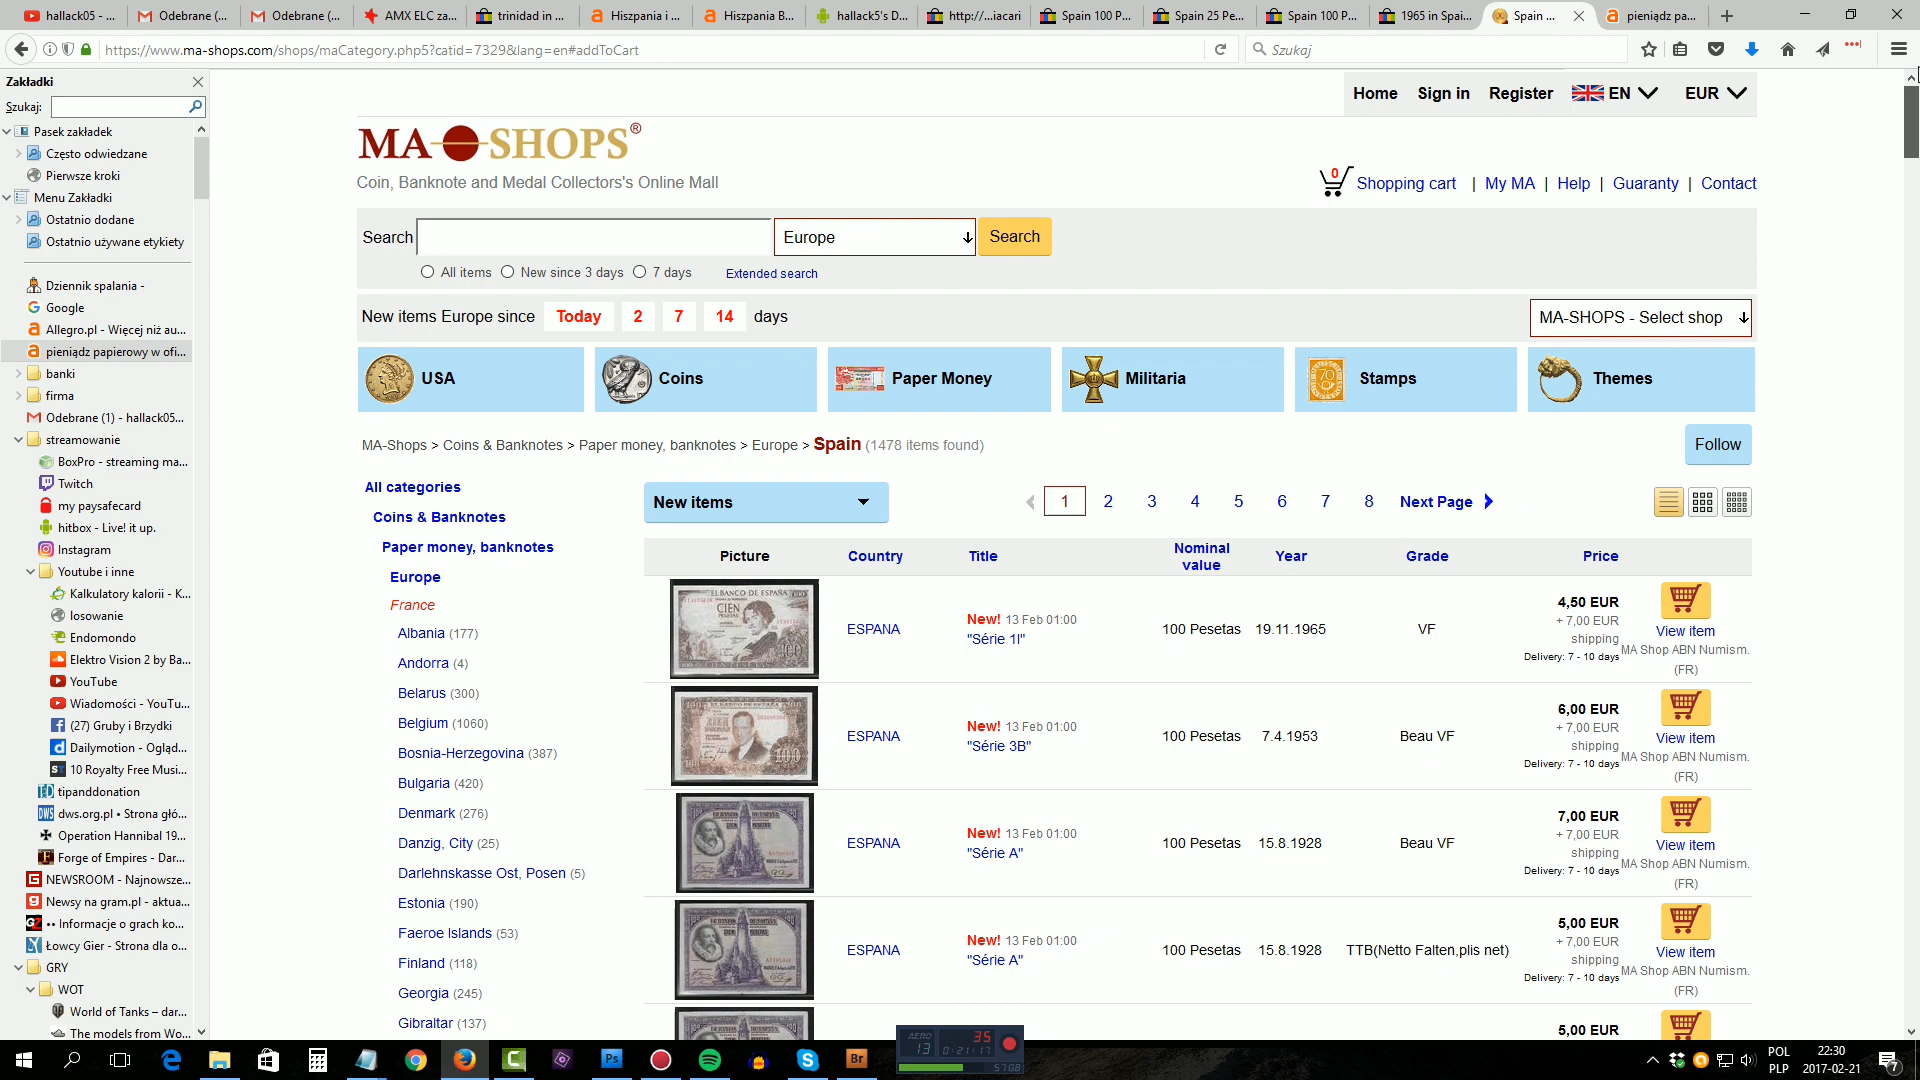 hallack05 -...
Odebrane (...
Odebrane (...
AMX ELC za...
trinidad in ...
Hiszpania i ...
Hiszpania B...
hallack5's D...
http:/...iacari
Spain 100 P...
Spain 25 Pe...
Spain 100 P...
1965 in Spai...
Spain ...
pieniądz pa...
https://www.ma-shops.com/shops/maCategory.php5?catid=7329&lang=en#addToCart
Szukaj
Zakładki
Szukaj:
Pasek zakładek
Często odwiedzane
Pierwsze kroki
Menu Zakładki
Ostatnio dodane
Ostatnio używane etykiety
Dziennik spalania -
Google
Allegro.pl - Więcej niż au...
pieniądz papierowy w ofi...
banki
firma
Odebrane (1) - hallack05...
streamowanie
BoxPro - streaming ma...
Twitch
my paysafecard
hitbox - Live! it up.
Instagram
Youtube i inne
Kalkulatory kalorii - K...
losowanie
Endomondo
Elektro Vision 2 by Ba...
YouTube
Wiadomości - YouTu...
(27) Gruby i Brzydki
Dailymotion - Ogląd...
10 Royalty Free Musi...
tipanddonation
dws.org.pl • Strona głó...
Operation Hannibal 19...
Forge of Empires - Dar...
NEWSROOM - Najnowsze...
Newsy na gram.pl - aktua...
•• Informacje o grach ko...
Łowcy Gier - Strona dla o...
GRY
WOT
World of Tanks – dar...
The models from Wo...
Home Sign in Register EN EUR
MA-SHOPS®
Coin, Banknote and Medal Collectors's Online Mall
0 Shopping cart | My MA | Help | Guaranty | Contact
Search Europe Search
All items New since 3 days 7 days Extended search
New items Europe since Today 2 7 14 days
MA-SHOPS - Select shop
USA Coins Paper Money Militaria Stamps Themes
MA-Shops > Coins & Banknotes > Paper money, banknotes > Europe > Spain (1478 items found)
Follow
All categories
Coins & Banknotes
Paper money, banknotes
Europe
France
Albania (177)
Andorra (4)
Belarus (300)
Belgium (1060)
Bosnia-Herzegovina (387)
Bulgaria (420)
Denmark (276)
Danzig, City (25)
Darlehnskasse Ost, Posen (5)
Estonia (190)
Faeroe Islands (53)
Finland (118)
Georgia (245)
Gibraltar (137)
New items
1 2 3 4 5 6 7 8 Next Page
Picture Country Title Nominal value Year Grade Price
ESPANA
New! 13 Feb 01:00
"Série 1I"
100 Pesetas 19.11.1965 VF
4,50 EUR
+ 7,00 EUR
shipping
Delivery: 7 - 10 days
View item
MA Shop ABN Numism.
(FR)
ESPANA
New! 13 Feb 01:00
"Série 3B"
100 Pesetas 7.4.1953 Beau VF
6,00 EUR
+ 7,00 EUR
shipping
Delivery: 7 - 10 days
View item
MA Shop ABN Numism.
(FR)
ESPANA
New! 13 Feb 01:00
"Série A"
100 Pesetas 15.8.1928 Beau VF
7,00 EUR
+ 7,00 EUR
shipping
Delivery: 7 - 10 days
View item
MA Shop ABN Numism.
(FR)
ESPANA
New! 13 Feb 01:00
"Série A"
100 Pesetas 15.8.1928 TTB(Netto Falten,plis net)
5,00 EUR
+ 7,00 EUR
shipping
Delivery: 7 - 10 days
View item
MA Shop ABN Numism.
(FR)
5,00 EUR
AERO
13
35
0:21:17
57GB
POL
PLP
22:30
2017-02-21
7